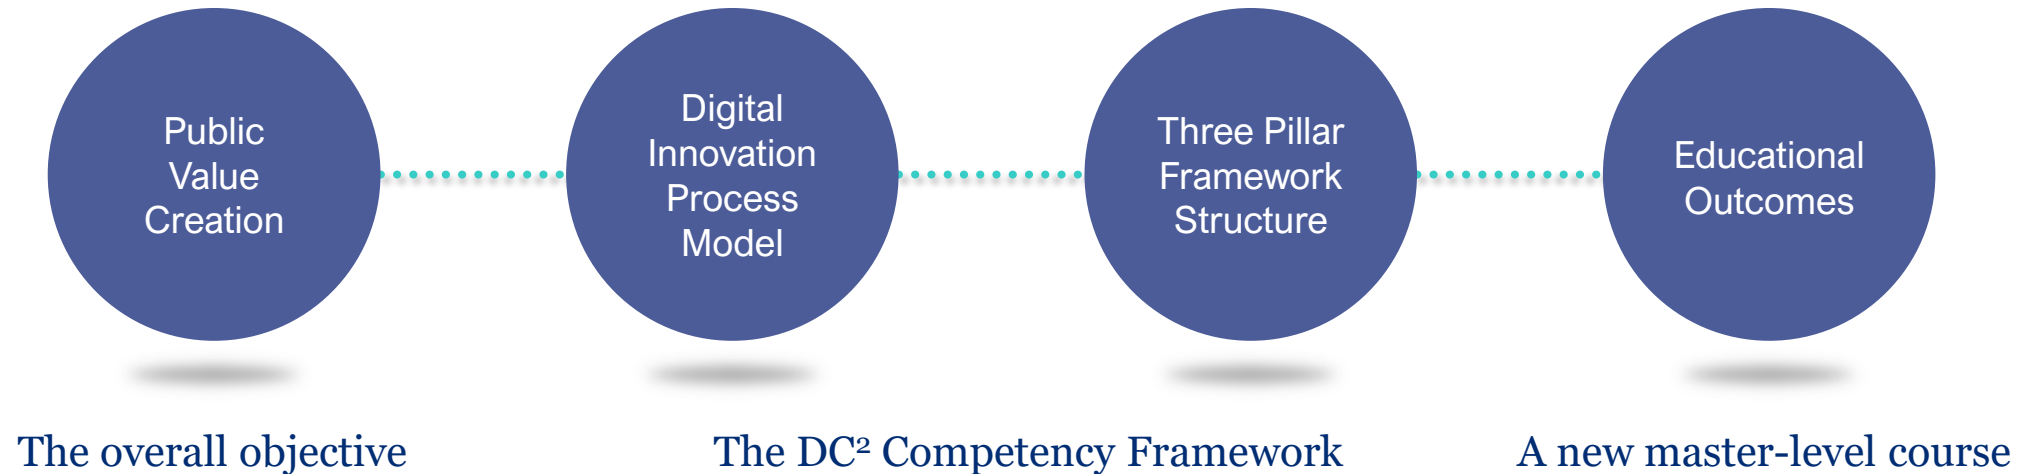 Public
Value
Creation
Digital
Innovation
Process
Model
Three Pillar
Framework
Structure
Educational
Outcomes
The overall objective
The DC² Competency Framework
A new master-level course